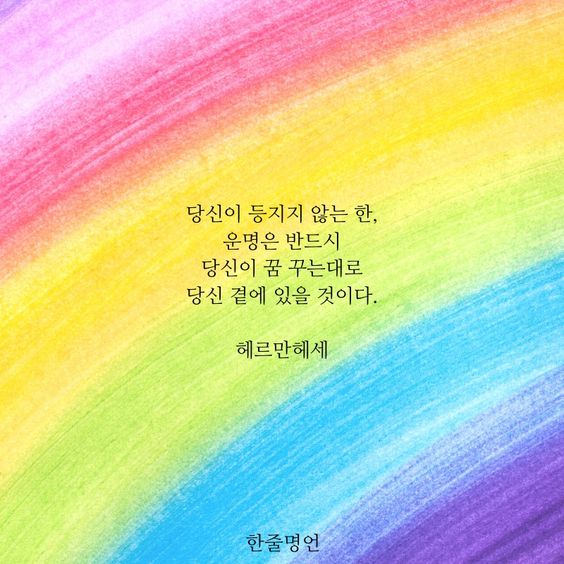 당신이 등지지 않는 한,
운명은 반드시
당신이 꿈 꾸는대로
당신 곁에 있을 것이다.
헤르만헤세
한줄명언